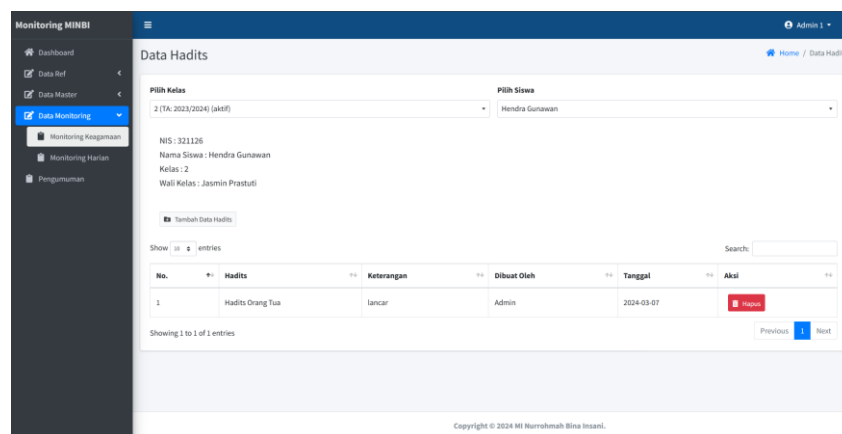 Monitoring MINBI
Admin 1
Dashboard
Data Ref
Data Master
Data Monitoring
Monitoring Keagamaan
Monitoring Harian
Pengumuman
Data Hadits
Home / Data Hadi
Pilih Kelas
2 (TA: 2023/2024) (aktif)
Pilih Siswa
Hendra Gunawan
NIS : 321126
Nama Siswa : Hendra Gunawan
Kelas : 2
Wali Kelas : Jasmin Prastuti
Tambah Data Hadits
Show 10 entries
Search:
No. Hadits Keterangan Dibuat Oleh Tanggal Aksi
1 Hadits Orang Tua lancar Admin 2024-03-07 Hapus
Showing 1 to 1 of 1 entries
Previous 1 Next
Copyright © 2024 MI Nurrohmah Bina Insani.